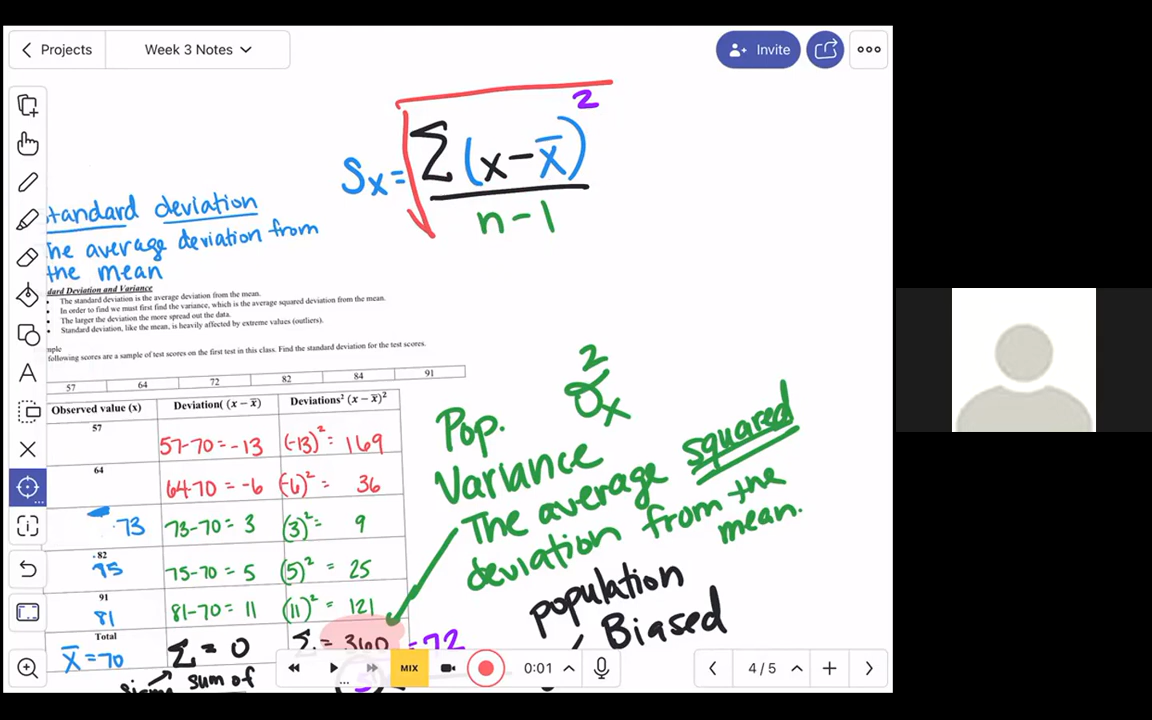 Projects
Week 3 Notes
Invite
Sx = √ Σ(x-x̄)²
n-1
tandard deviation
he average deviation from
the mean
dard Deviation and Variance
The standard deviation is the average deviation from the mean.
In order to find we must first find the variance, which is the average squared deviation from the mean.
The larger the deviation the more spread out the data.
Standard deviation, like the mean, is heavily affected by extreme values (outliers).
mple
following scores are a sample of test scores on the first test in this class. Find the standard deviation for the test scores.
57 64 72 82 84 91
Observed value (x) Deviation( (x − x̄) Deviations² (x − x̄)²
57 57-70 = -13 (-13)² = 169
64 64-70 = -6 (-6)² = 36
73 73-70 = 3 (3)² = 9
82
75-70 = 5 (5)² = 25
91
81 81-70 = 11 (11)² = 121
Total
x̄ = 70 Σ = 0 Σ = 360 = 72
sum of
σx²
Pop.
Variance
The average squared
deviation from the
mean.
population
Biased
MIX
0:01
4/5